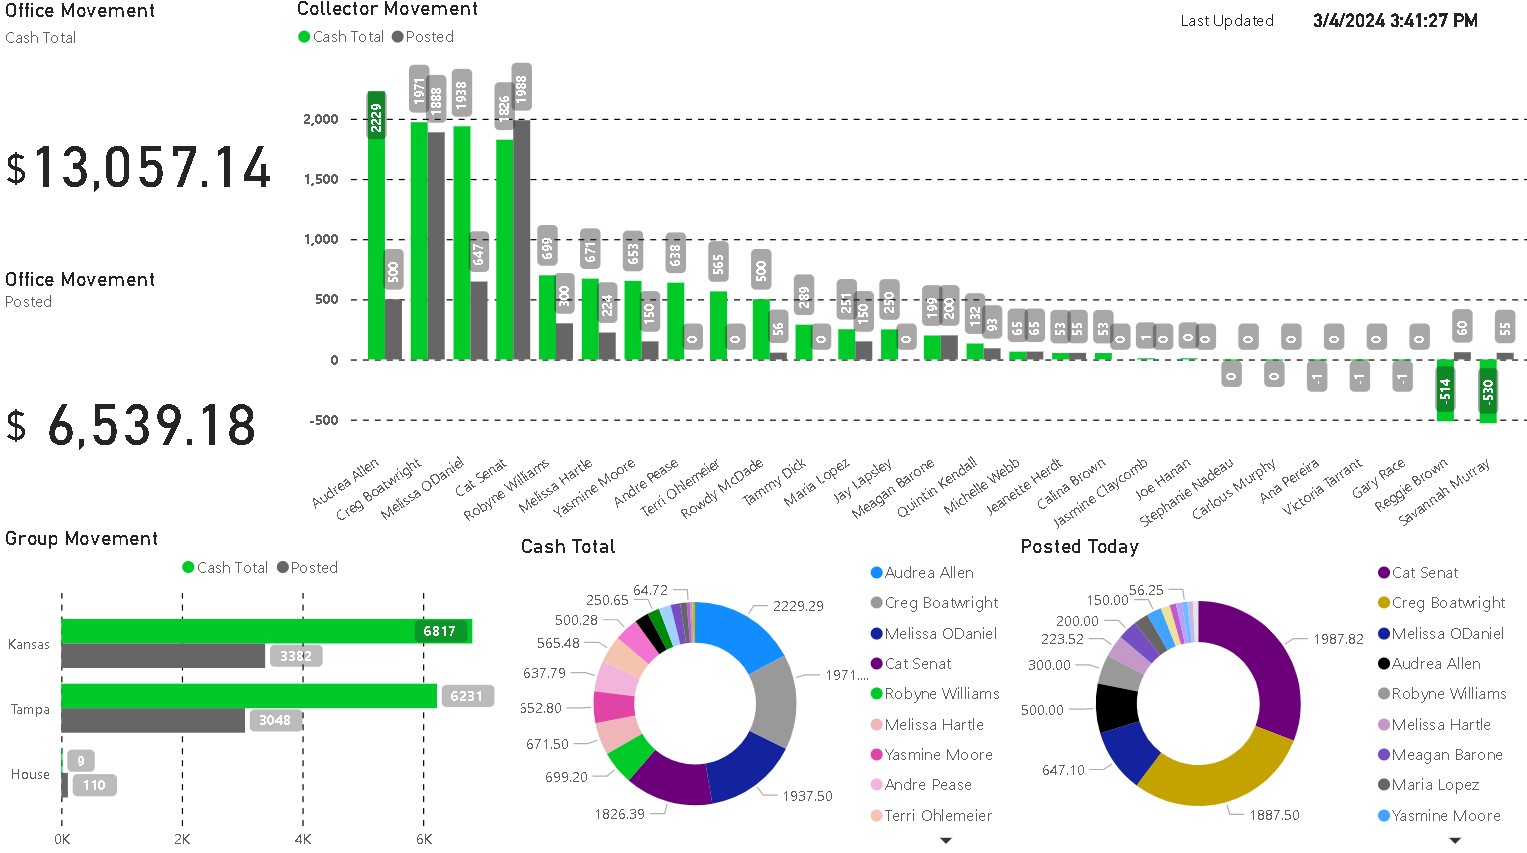 Office Movement
Cash Total
$13,057.14
Office Movement
Posted
$ 6,539.18
Collector Movement
Cash Total Posted
Last Updated 3/4/2024 3:41:27 PM
2,000
1,500
1,000
500
0
-500
2229 500 1971 1888 1938 647 1826 1988 699 300 671 224 653 150 638 0 565 0 500 56 289 0 251 150 250 0 199 200 132 93 65 65 53 55 53 0 1 0 0 0 0 0 0 0 -1 0 -1 0 -1 0 -514 60 -530 55
Audrea Allen
Creg Boatwright
Melissa ODaniel
Cat Senat
Robyne Williams
Melissa Hartle
Yasmine Moore
Andre Pease
Terri Ohlemeier
Rowdy McDade
Tammy Dick
Maria Lopez
Jay Lapsley
Meagan Barone
Quintin Kendall
Michelle Webb
Jeanette Herdt
Calina Brown
Jasmine Claycomb
Joe Hanan
Stephanie Nadeau
Carlous Murphy
Ana Pereira
Victoria Tarrant
Gary Race
Reggie Brown
Savannah Murray
Group Movement
Cash Total Posted
Kansas 6817
3382
Tampa 6231
3048
House 9
110
0K 2K 4K 6K
Cash Total
64.72
250.65
500.28
565.48
637.79
652.80
671.50
699.20
1826.39
1937.50
1971....
2229.29
Audrea Allen
Creg Boatwright
Melissa ODaniel
Cat Senat
Robyne Williams
Melissa Hartle
Yasmine Moore
Andre Pease
Terri Ohlemeier
Posted Today
56.25
150.00
200.00
223.52
300.00
500.00
647.10
1887.50
1987.82
Cat Senat
Creg Boatwright
Melissa ODaniel
Audrea Allen
Robyne Williams
Melissa Hartle
Meagan Barone
Maria Lopez
Yasmine Moore